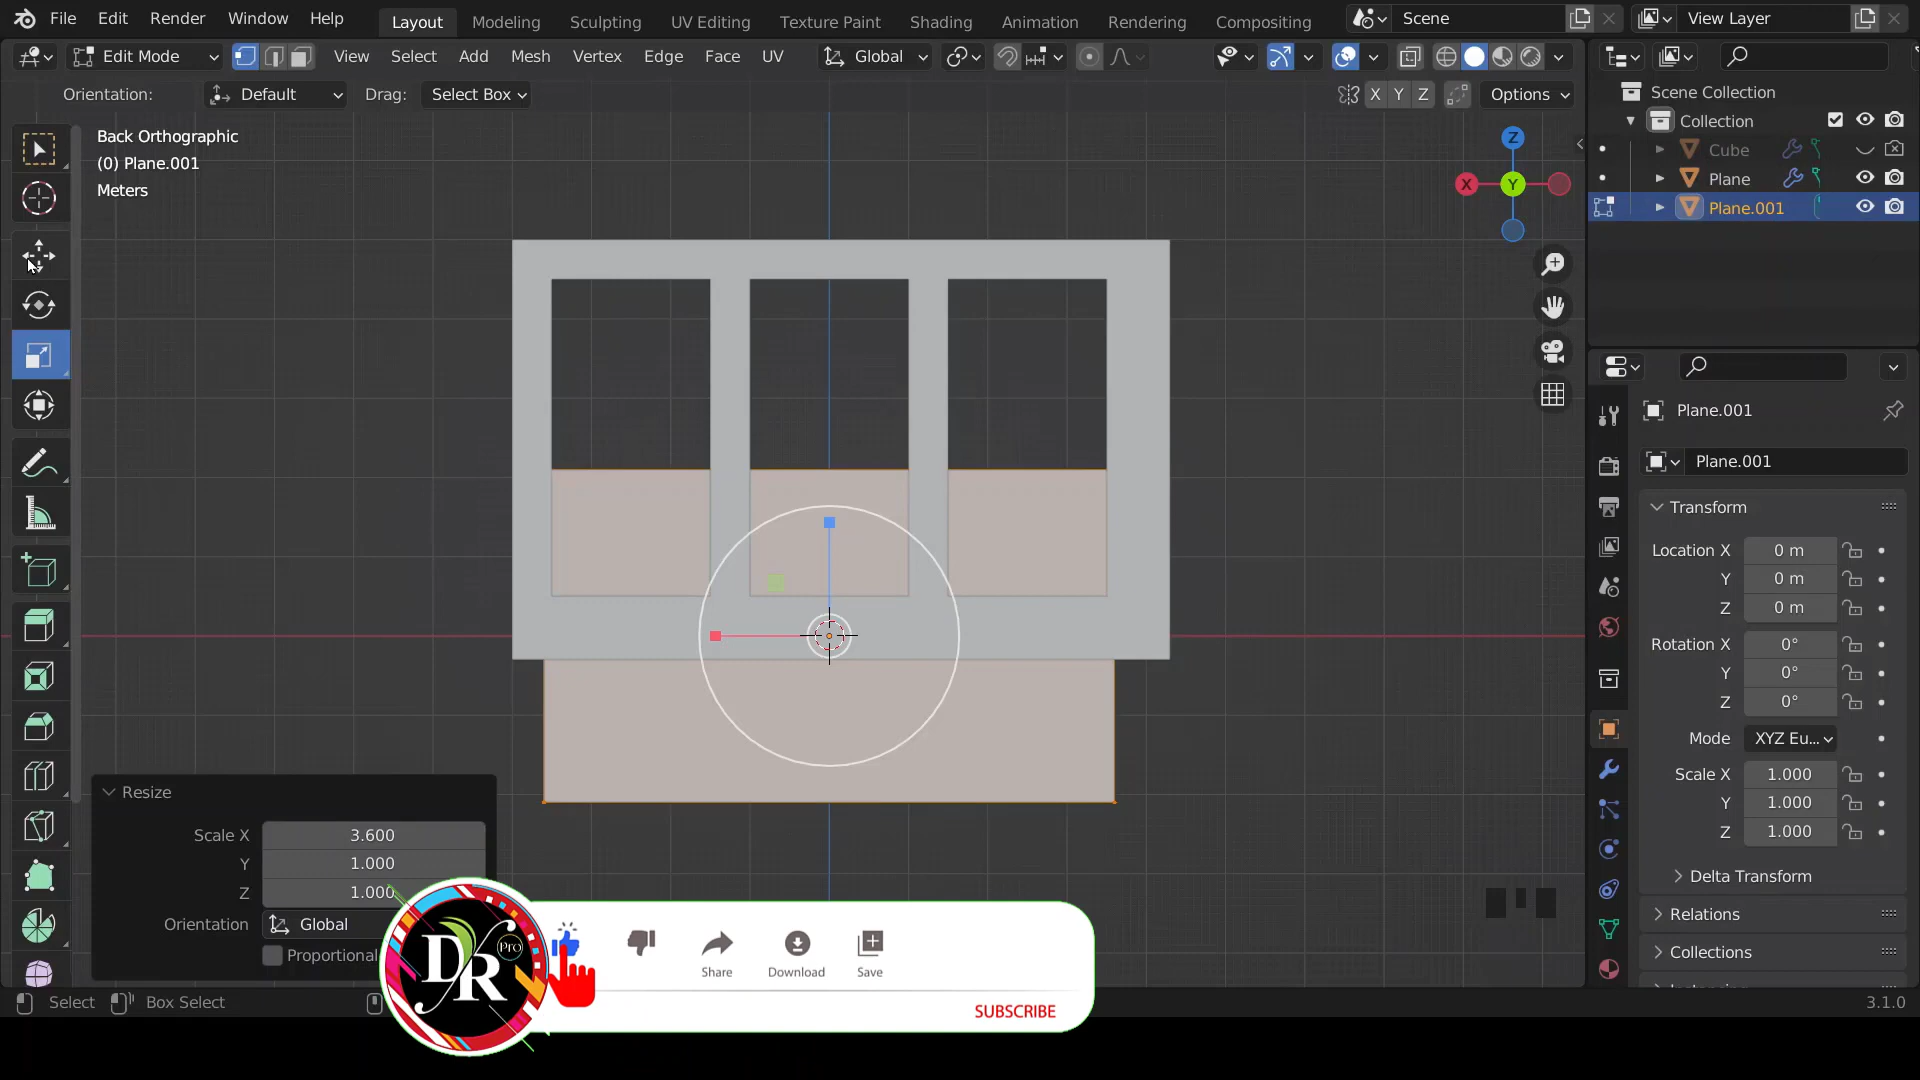 File Edit Render Window Help Layout Modeling Sculpting UV Editing Texture Paint Shading Animation Rendering Compositing Scene View Layer
Edit Mode View Select Add Mesh Vertex Edge Face UV Global
Orientation: Default Drag: Select Box X Y Z Options
Back Orthographic
(0) Plane.001
Meters
Z
X
Y
Scene Collection
Collection
Cube
Plane
Plane.001
Plane.001
Plane.001
Transform
Location X 0 m
Y 0 m
Z 0 m
Rotation X 0°
Y 0°
Z 0°
Mode XYZ Eu...
Scale X 1.000
Y 1.000
Z 1.000
Delta Transform
Relations
Collections
Resize
Scale X 3.600
Y 1.000
Z 1.000
Orientation Global
Proportional
DR Pro
Share Download Save
SUBSCRIBE
Select Box Select 3.1.0